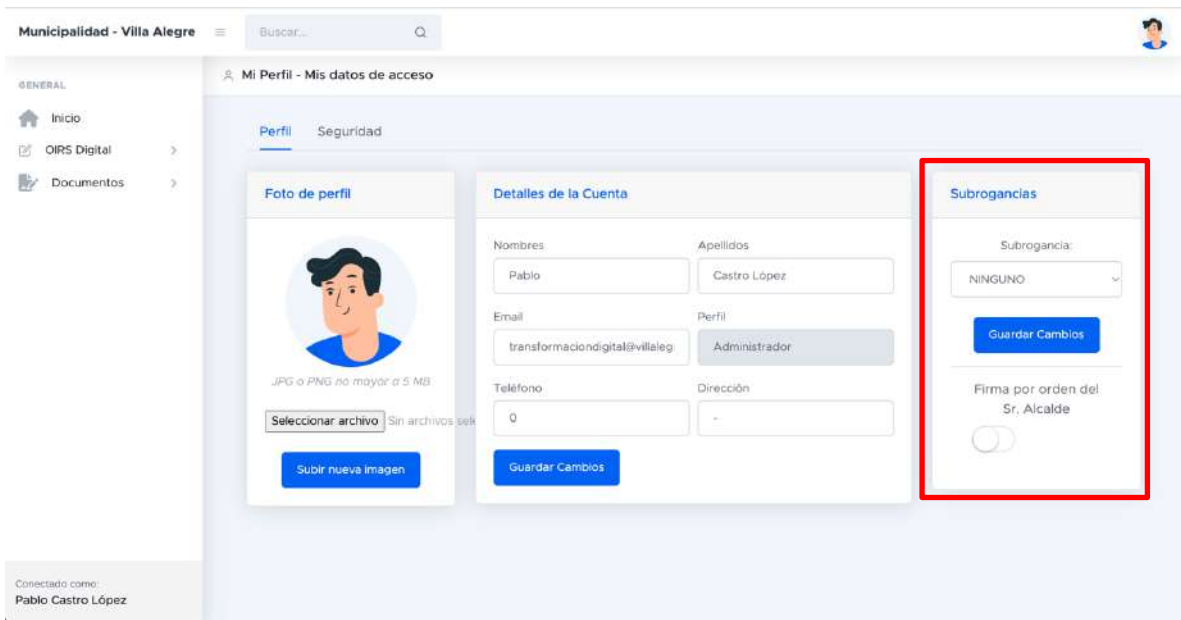 Municipalidad - Villa Alegre
Buscar...
GENERAL
Inicio
OIRS Digital
Documentos
Mi Perfil - Mis datos de acceso
Perfil Seguridad
Foto de perfil
JPG o PNG no mayor a 5 MB
Seleccionar archivo Sin archivos sele
Subir nueva imagen
Detalles de la Cuenta
Nombres Apellidos
Pablo Castro López
Email Perfil
transformaciondigital@villaleg Administrador
Teléfono Dirección
0 -
Guardar Cambios
Subrogancias
Subrogancia:
NINGUNO
Guardar Cambios
Firma por orden del
Sr. Alcalde
Conectado como:
Pablo Castro López